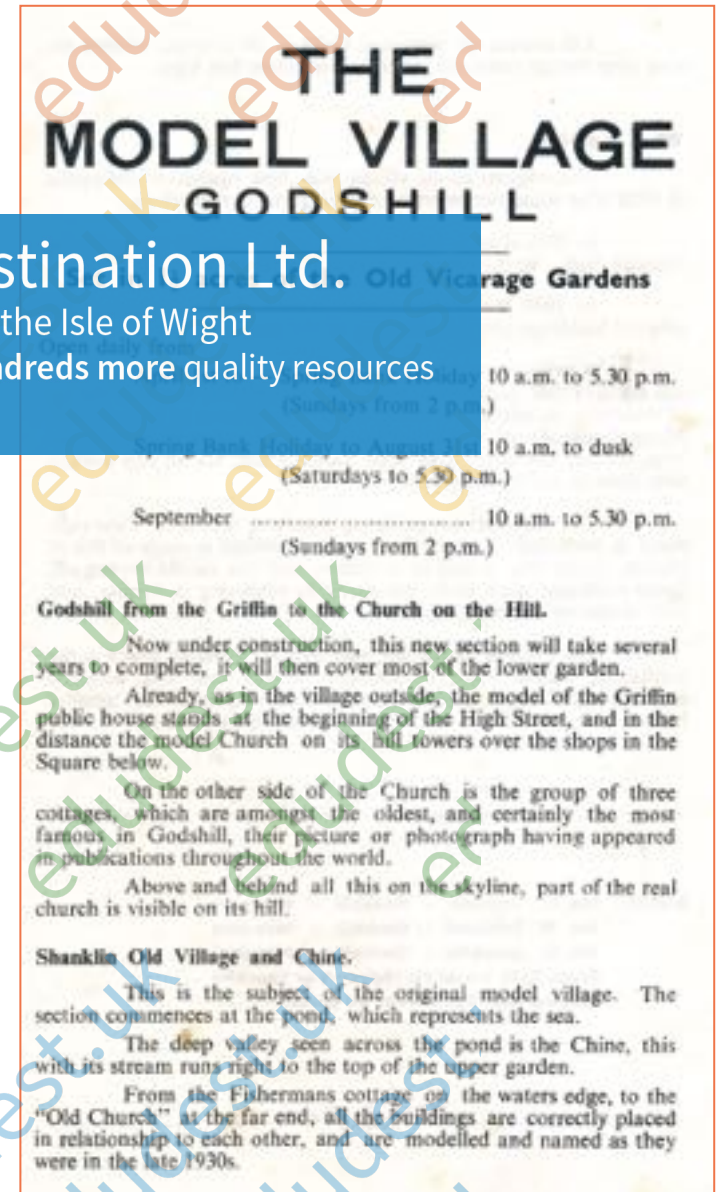 THE
MODEL VILLAGE
GODSHILL
stination Ltd.
the Isle of Wight
ndreds more quality resources
of the Old Vicarage Gardens
Open daily from
Holiday 10 a.m. to 5.30 p.m.
(Sundays from 2 p.m.)
Spring Bank Holiday to August 31st 10 a.m. to dusk
(Saturdays to 5.30 p.m.)
September ........................................ 10 a.m. to 5.30 p.m.
(Sundays from 2 p.m.)
Godshill from the Griffin to the Church on the Hill.
Now under construction, this new section will take several
years to complete, it will then cover most of the lower garden.
Already, as in the village outside, the model of the Griffin
public house stands at the beginning of the High Street, and in the
distance the model Church on its hill towers over the shops in the
Square below.
On the other side of the Church is the group of three
cottages, which are amongst the oldest, and certainly the most
famous in Godshill, their picture or photograph having appeared
in publications throughout the world.
Above and behind all this on the skyline, part of the real
church is visible on its hill.
Shanklin Old Village and Chine.
This is the subject of the original model village. The
section commences at the pond, which represents the sea.
The deep valley seen across the pond is the Chine, this
with its stream runs right to the top of the upper garden.
From the Fishermans cottage on the waters edge, to the
"Old Church" at the far end, all the buildings are correctly placed
in relationship to each other, and are modelled and named as they
were in the late 1930s.
edudest.uk